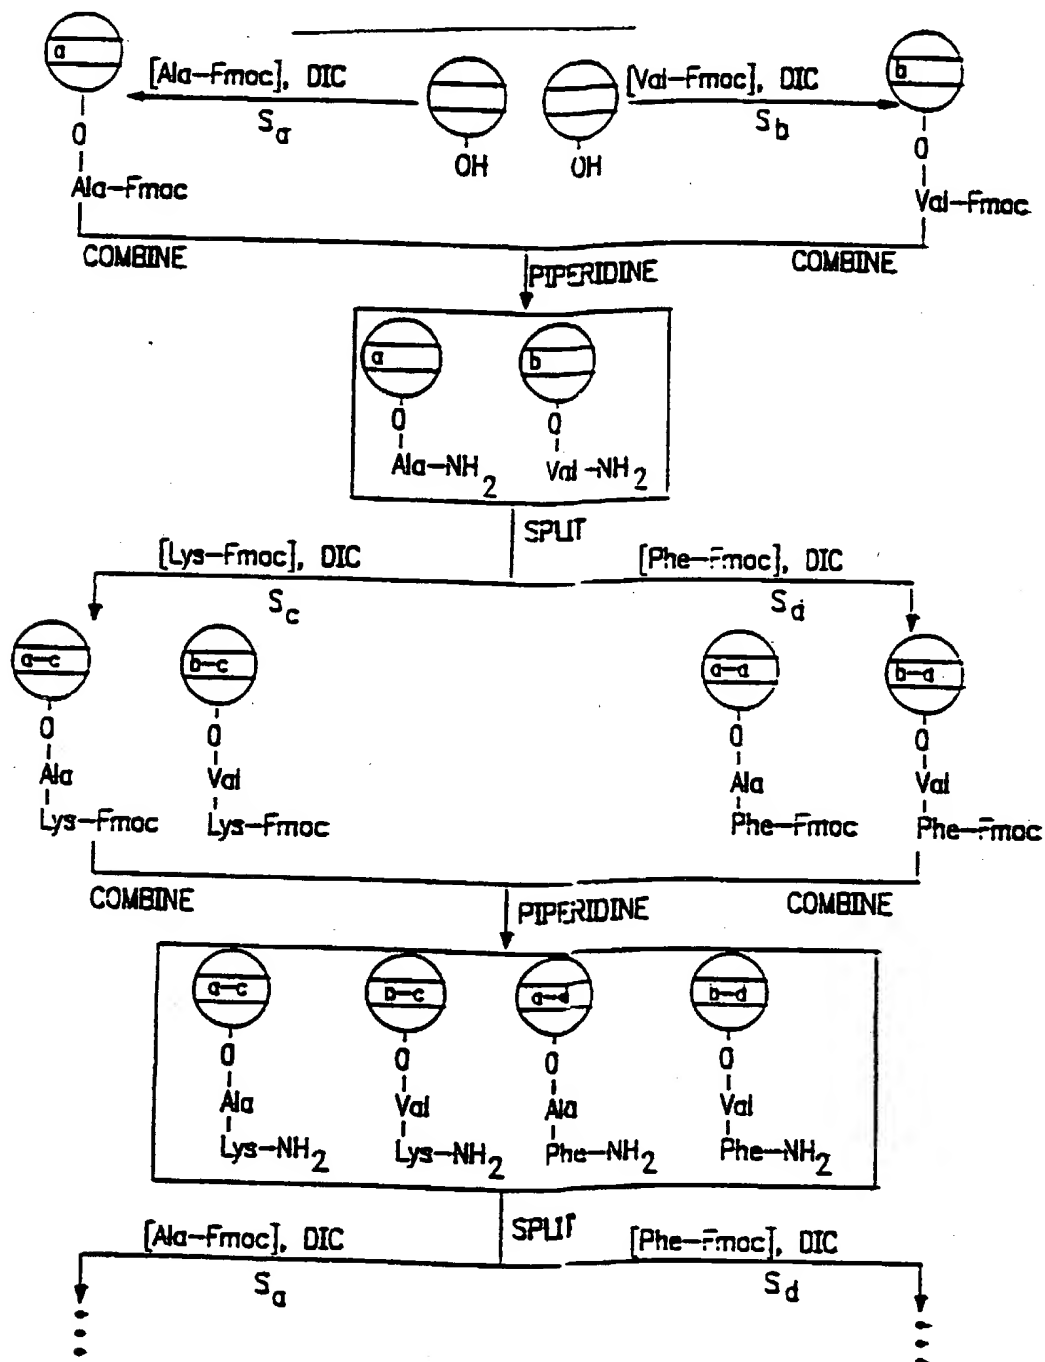 a
b
[Ala-Fmoc], DIC
[Val-Fmoc], DIC
Sa
Sb
OH
OH
O
O
Ala-Fmoc
Val-Fmoc
COMBINE
PIPERIDINE
COMBINE
a
b
O
O
Ala-NH2
Val-NH2
SPLIT
[Lys-Fmoc], DIC
[Phe-Fmoc], DIC
Sc
Sd
a-c
b-c
a-d
b-d
O
O
O
O
Ala
Val
Ala
Val
Lys-Fmoc
Lys-Fmoc
Phe-Fmoc
Phe-Fmoc
COMBINE
PIPERIDINE
COMBINE
a-c
b-c
a-d
b-d
O
O
O
O
Ala
Val
Ala
Val
Lys-NH2
Lys-NH2
Phe-NH2
Phe-NH2
SPLIT
[Ala-Fmoc], DIC
[Phe-Fmoc], DIC
Sa
Sd